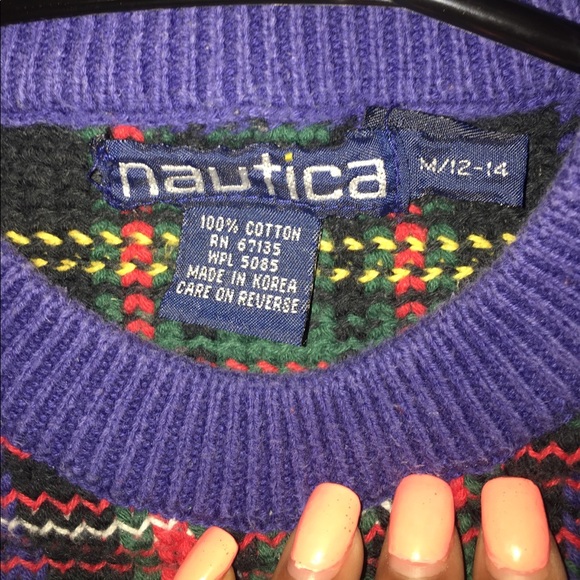 nautica
M/12-14
100% COTTON
RN 67135
WPL 5085
MADE IN KOREA
CARE ON REVERSE